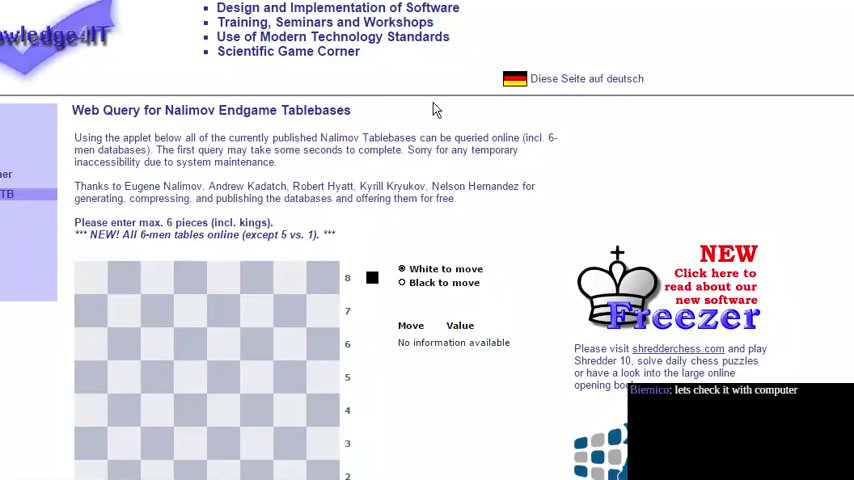 Design and Implementation of Software
Training, Seminars and Workshops
Use of Modern Technology Standards
Scientific Game Corner
Diese Seite auf deutsch
Web Query for Nalimov Endgame Tablebases
Using the applet below all of the currently published Nalimov Tablebases can be queried online (incl. 6-
men databases). The first query may take some seconds to complete. Sorry for any temporary
inaccessibility due to system maintenance.
Thanks to Eugene Nalimov, Andrew Kadatch, Robert Hyatt, Kyrill Kryukov, Nelson Hernandez for
generating, compressing, and publishing the databases and offering them for free.
TB
Please enter max. 6 pieces (incl. kings).
*** NEW! All 6-men tables online (except 5 vs. 1). ***
8
7
6
5
4
3
2
White to move
Black to move
Move Value
No information available
NEW
Click here to
read about our
new software
Freezer
Please visit shredderchess.com and play
Shredder 10, solve daily chess puzzles
or have a look into the large online
opening
Biernico: lets check it with computer